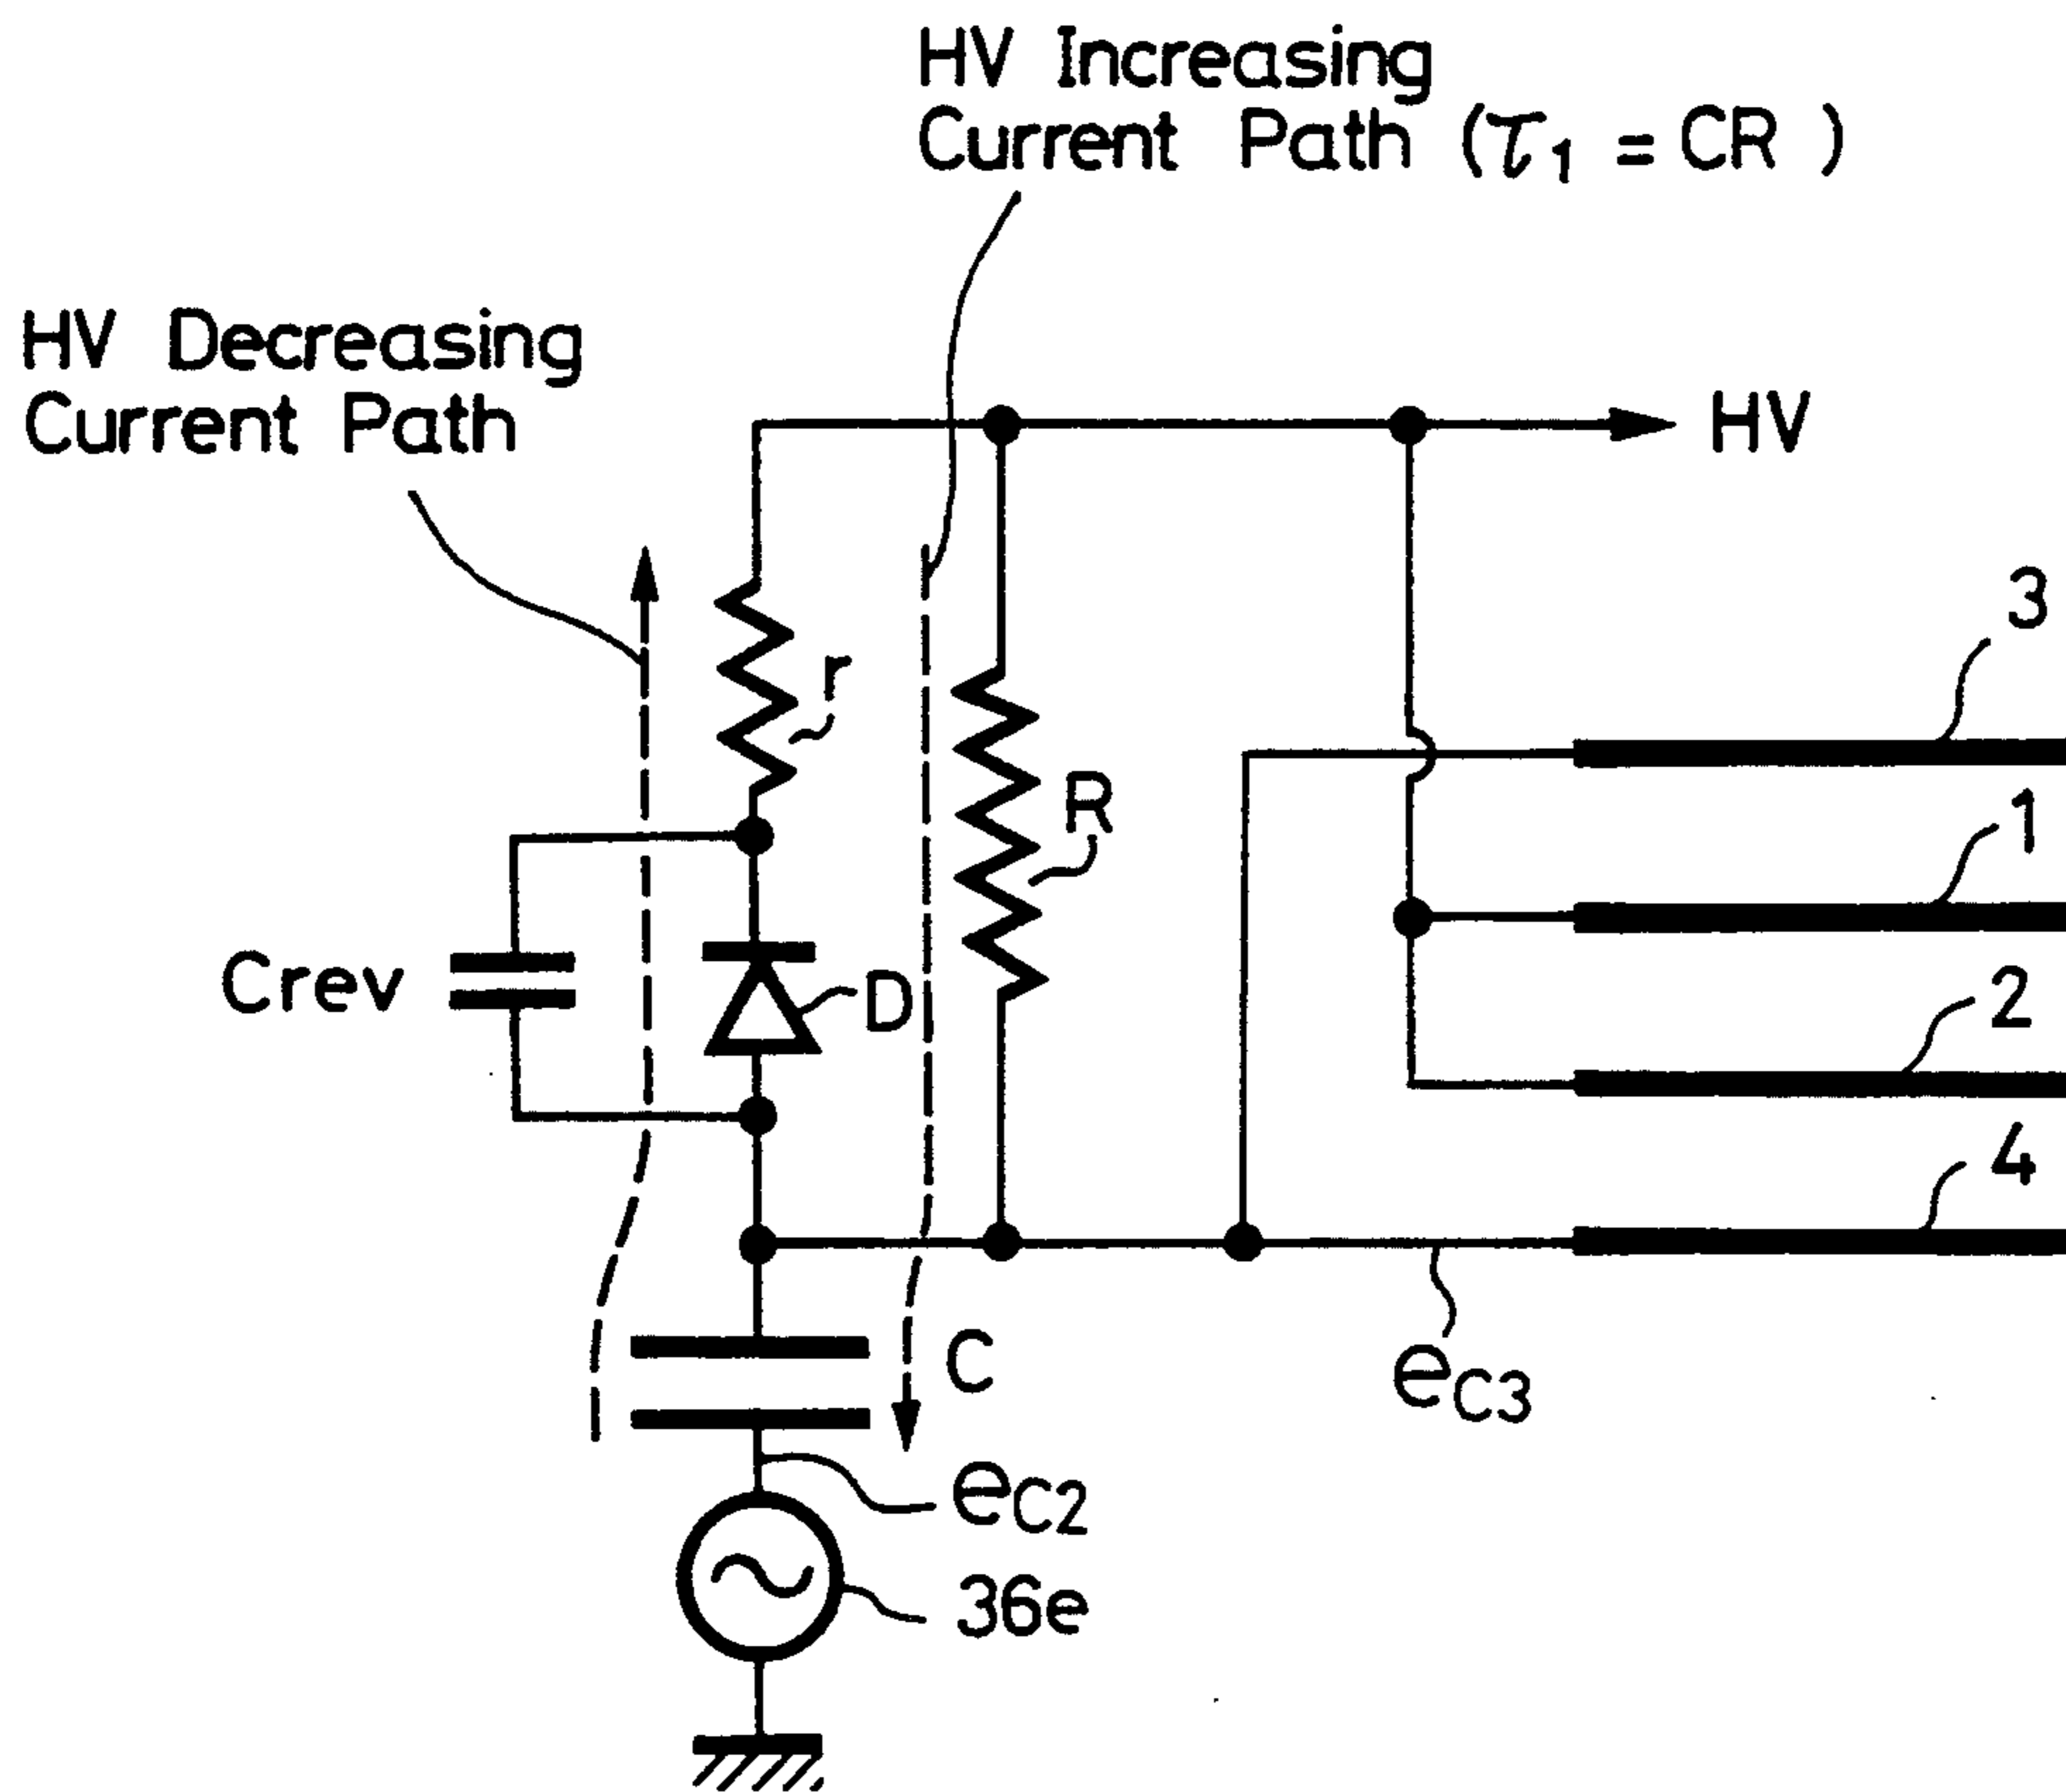 HV Increasing
Current Path (τ1 = CR )
HV Decreasing
Current Path
HV
3
r
1
R
Crev
D
2
4
C
eC3
eC2
36e